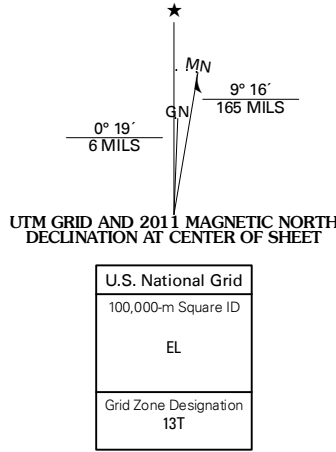 ★
MN
GN
9° 16´
165 MILS
0° 19´
6 MILS
UTM GRID AND 2011 MAGNETIC NORTH
DECLINATION AT CENTER OF SHEET
U.S. National Grid
100,000-m Square ID
EL
Grid Zone Designation
13T